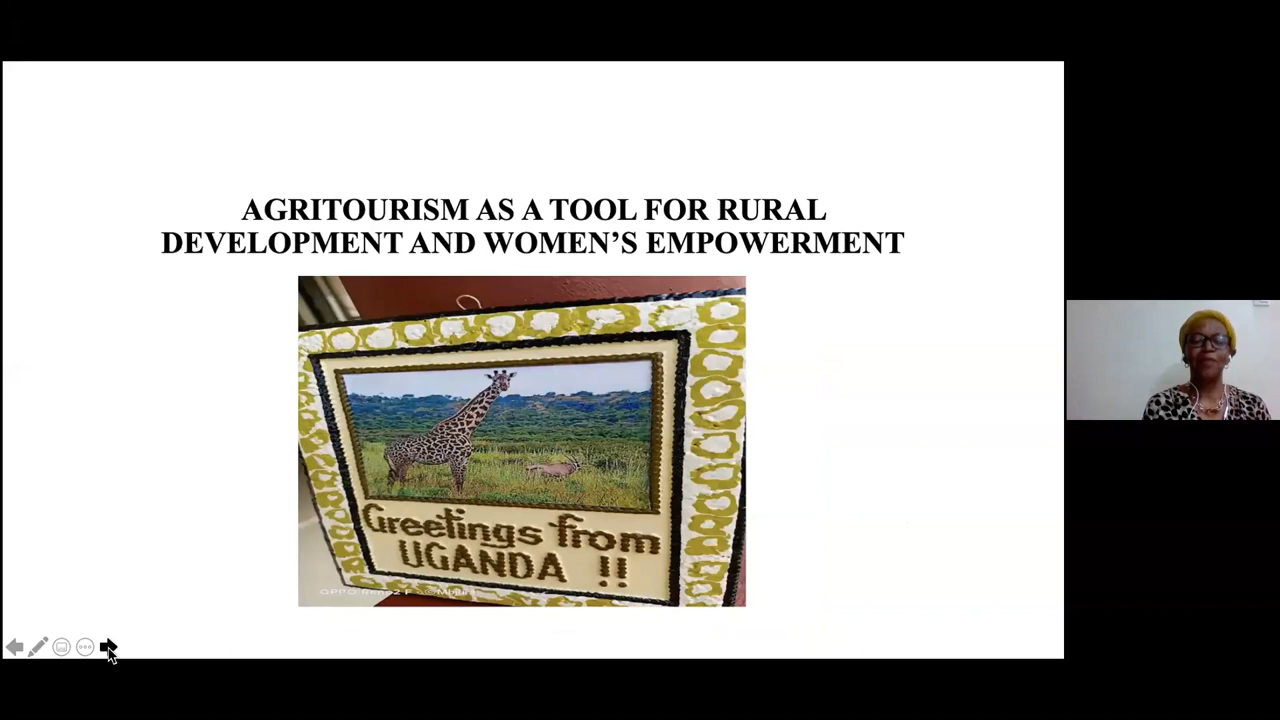 AGRITOURISM AS A TOOL FOR RURAL
DEVELOPMENT AND WOMEN'S EMPOWERMENT
Greetings from
UGANDA !!